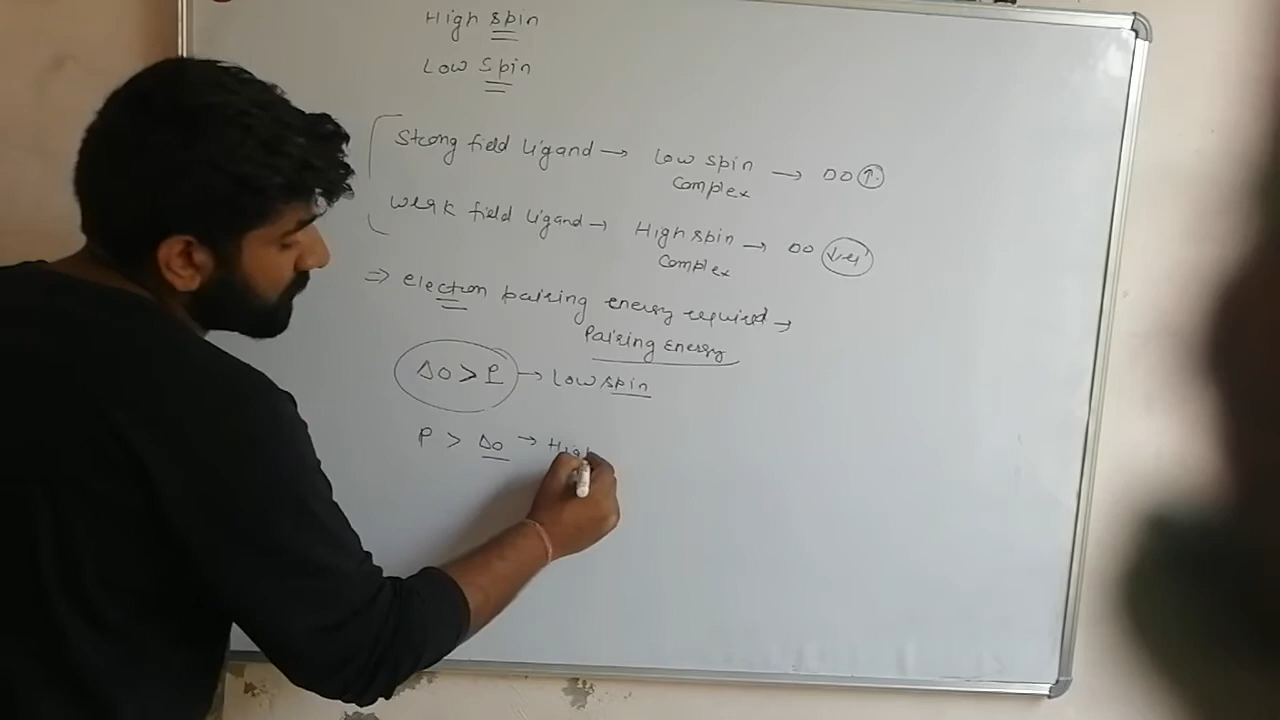 High spin
Low spin
Strong field ligand → Low spin complex → ΔO ↑
Weak field ligand → High spin complex → ΔO
⇒ electron pairing energy required →
Pairing Energy
ΔO > P → Low spin
P > ΔO → High